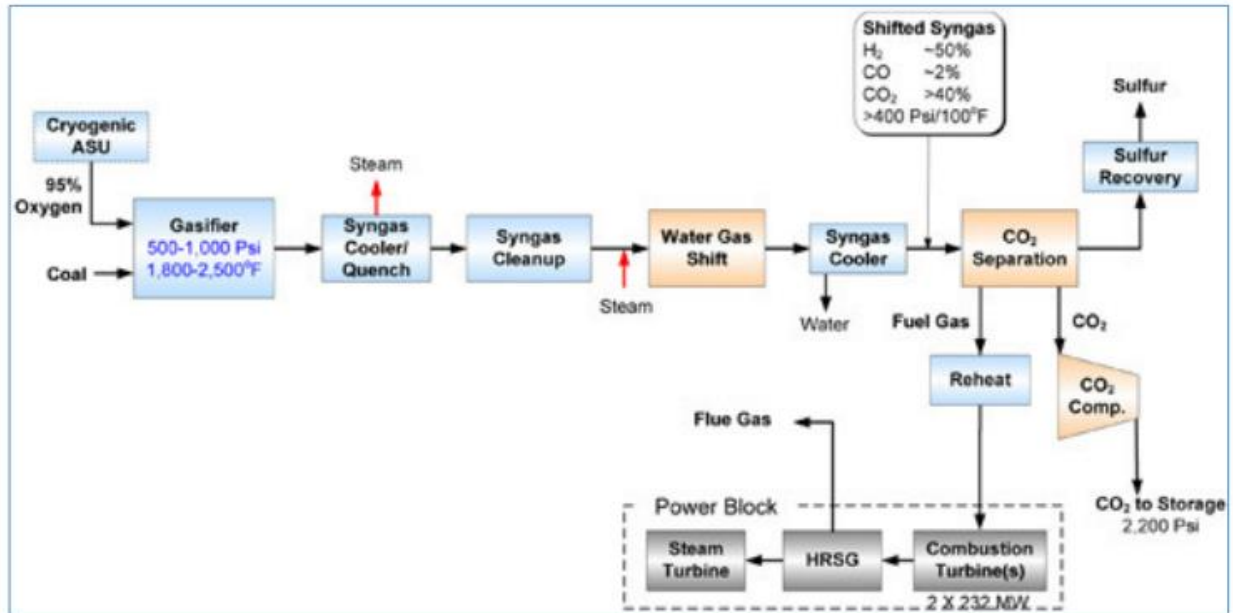 Shifted Syngas
H₂ ~50%
CO ~2%
CO₂ >40%
>400 Psi/100°F
Sulfur
Cryogenic
ASU
Steam
Sulfur
Recovery
95%
Oxygen
Gasifier
500-1,000 Psi
1,800-2,500°F
Coal
Syngas
Cooler/
Quench
Syngas
Cleanup
Steam
Water Gas
Shift
Syngas
Cooler
Water
CO₂
Separation
Fuel Gas
CO₂
Reheat
CO₂
Comp.
Flue Gas
CO₂ to Storage
2,200 Psi
Power Block
Steam
Turbine
HRSG
Combustion
Turbine(s)
2 X 232 MW